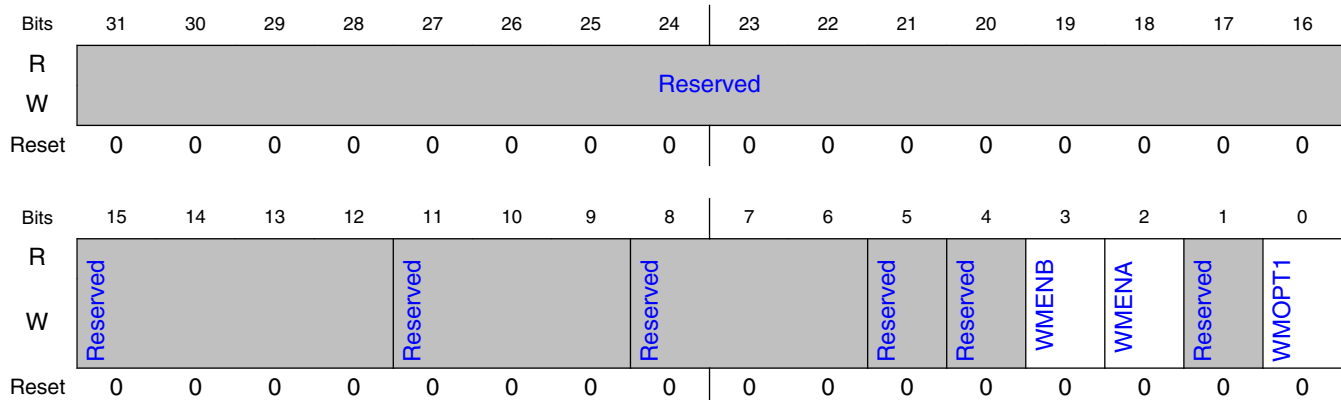 Bits 31 30 29 28 27 26 25 24 23 22 21 20 19 18 17 16
R
Reserved
W
Reset 0 0 0 0 0 0 0 0 0 0 0 0 0 0 0 0
Bits 15 14 13 12 11 10 9 8 7 6 5 4 3 2 1 0
R
W
Reserved
Reserved
Reserved
Reserved
Reserved
WMENB
WMENA
Reserved
WMOPT1
Reset 0 0 0 0 0 0 0 0 0 0 0 0 0 0 0 0